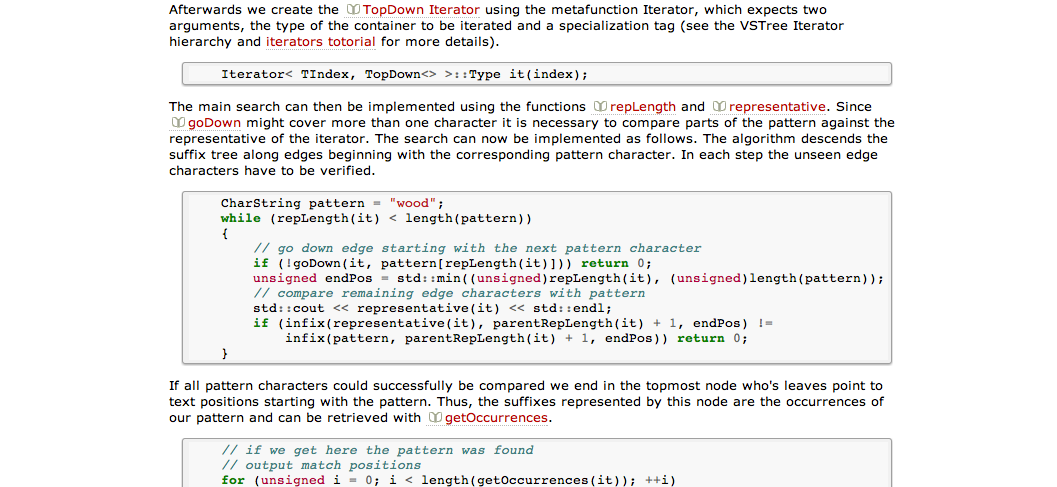 Afterwards we create the TopDown Iterator using the metafunction Iterator, which expects two
arguments, the type of the container to be iterated and a specialization tag (see the VSTree Iterator
hierarchy and iterators totorial for more details).
Iterator< TIndex, TopDown<> >::Type it(index);
The main search can then be implemented using the functions repLength and representative. Since
goDown might cover more than one character it is necessary to compare parts of the pattern against the
representative of the iterator. The search can now be implemented as follows. The algorithm descends the
suffix tree along edges beginning with the corresponding pattern character. In each step the unseen edge
characters have to be verified.
CharString pattern = "wood";
while (repLength(it) < length(pattern))
{
// go down edge starting with the next pattern character
if (!goDown(it, pattern[repLength(it)])) return 0;
unsigned endPos = std::min((unsigned)repLength(it), (unsigned)length(pattern));
// compare remaining edge characters with pattern
std::cout << representative(it) << std::endl;
if (infix(representative(it), parentRepLength(it) + 1, endPos) !=
infix(pattern, parentRepLength(it) + 1, endPos)) return 0;
}
If all pattern characters could successfully be compared we end in the topmost node who's leaves point to
text positions starting with the pattern. Thus, the suffixes represented by this node are the occurrences of
our pattern and can be retrieved with getOccurrences.
// if we get here the pattern was found
// output match positions
for (unsigned i = 0; i < length(getOccurrences(it)); ++i)